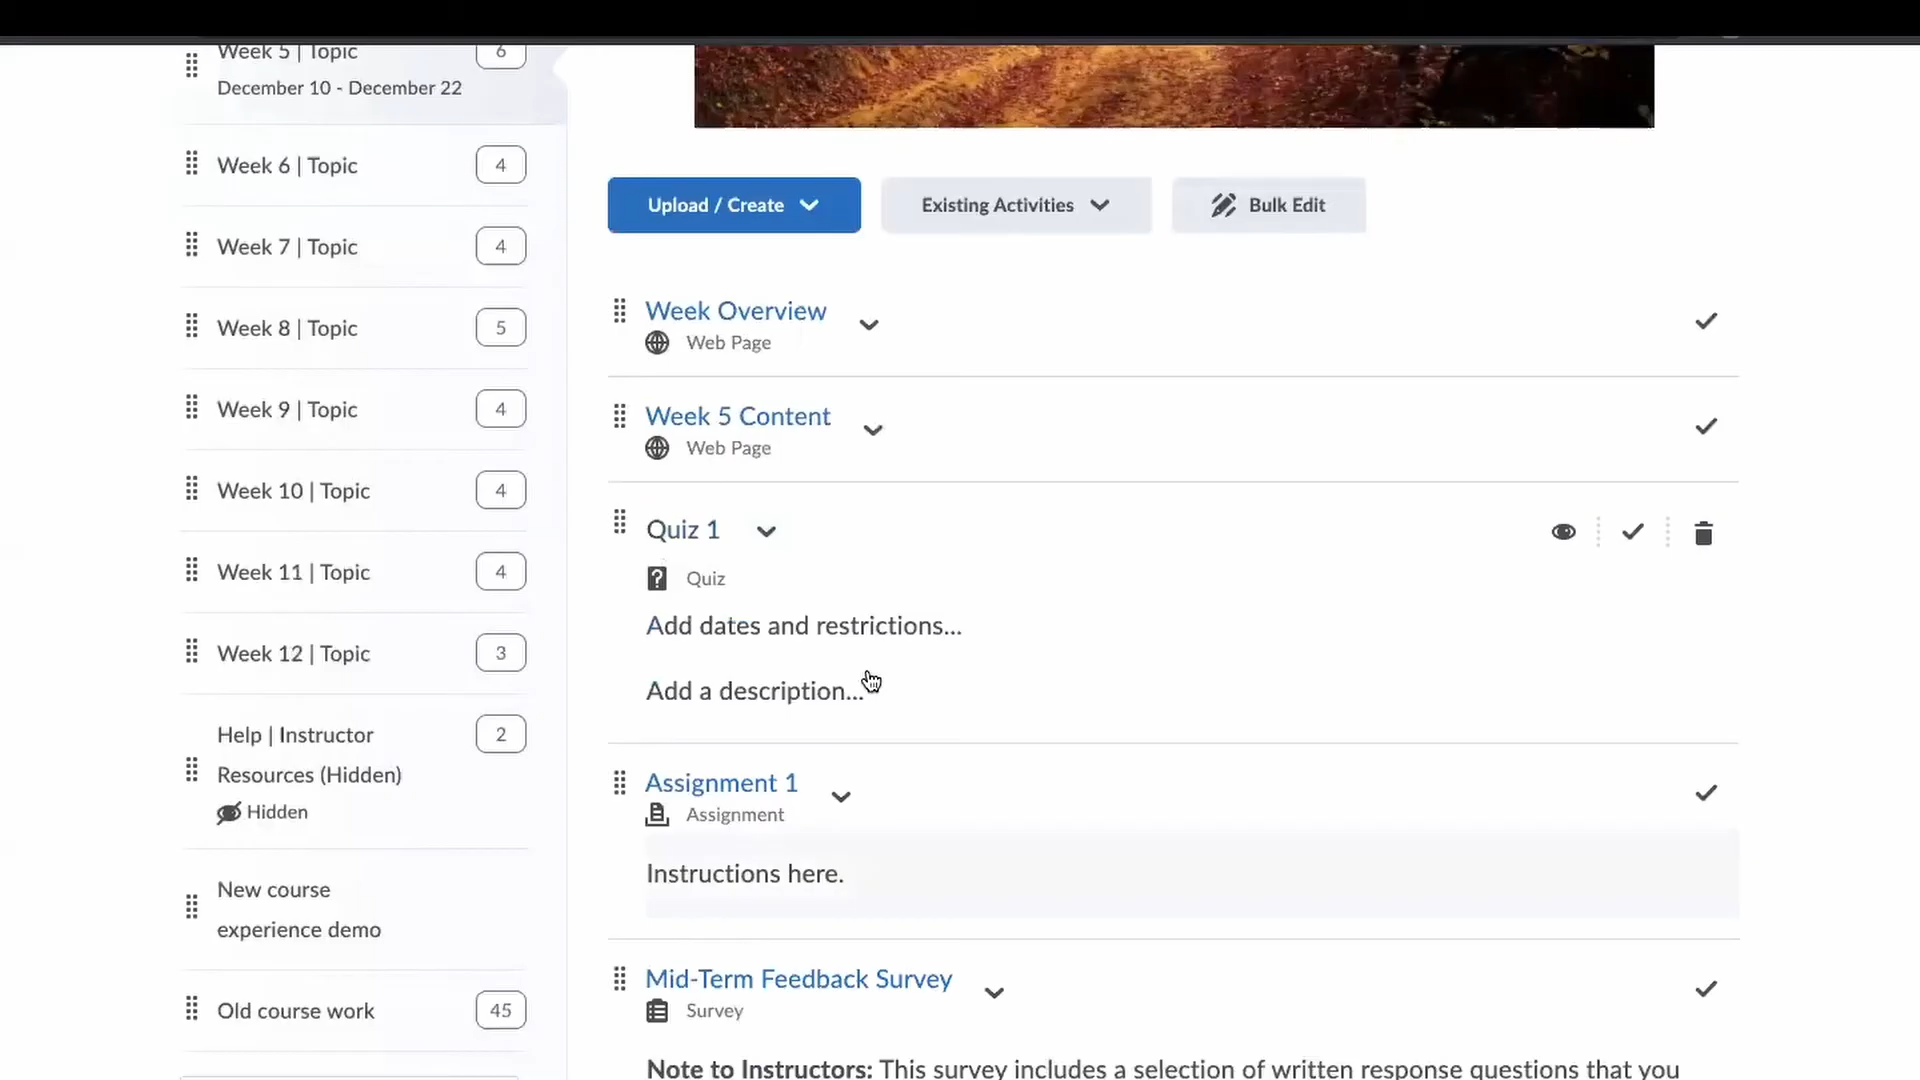 Week 5 | Topic
6
December 10 - December 22
Week 6 | Topic
4
Week 7 | Topic
4
Week 8 | Topic
5
Week 9 | Topic
4
Week 10 | Topic
4
Week 11 | Topic
4
Week 12 | Topic
3
Help | Instructor
Resources (Hidden)
2
Hidden
New course
experience demo
Old course work
45
Upload / Create
Existing Activities
Bulk Edit
Week Overview
Web Page
Week 5 Content
Web Page
Quiz 1
Quiz
Add dates and restrictions...
Add a description...
Assignment 1
Assignment
Instructions here.
Mid-Term Feedback Survey
Survey
Note to Instructors: This survey includes a selection of written response questions that you